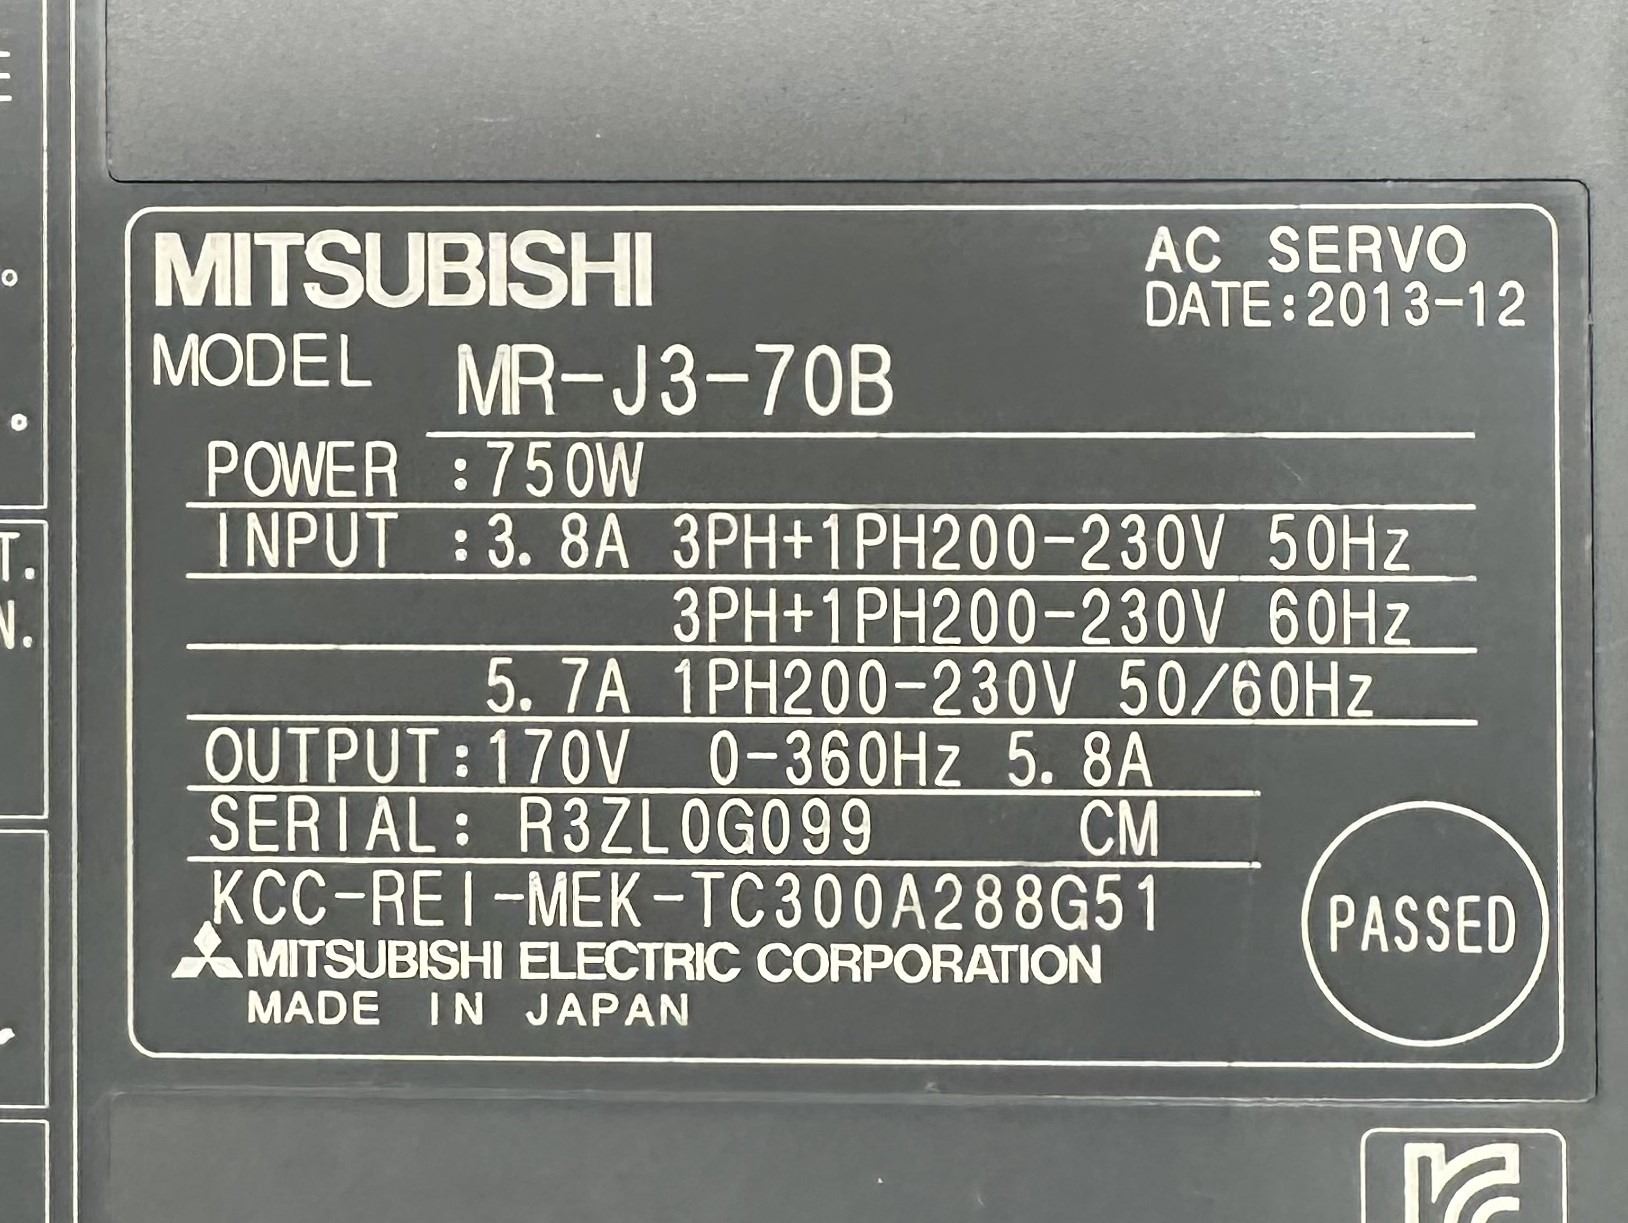 MITSUBISHI
AC SERVO
DATE:2013-12
MODEL MR-J3-70B
POWER :750W
INPUT :3.8A 3PH+1PH200-230V 50Hz
3PH+1PH200-230V 60Hz
5.7A 1PH200-230V 50/60Hz
OUTPUT:170V 0-360Hz 5.8A
SERIAL: R3ZL0G099 CM
KCC-REI-MEK-TC300A288G51
MITSUBISHI ELECTRIC CORPORATION
MADE IN JAPAN
PASSED